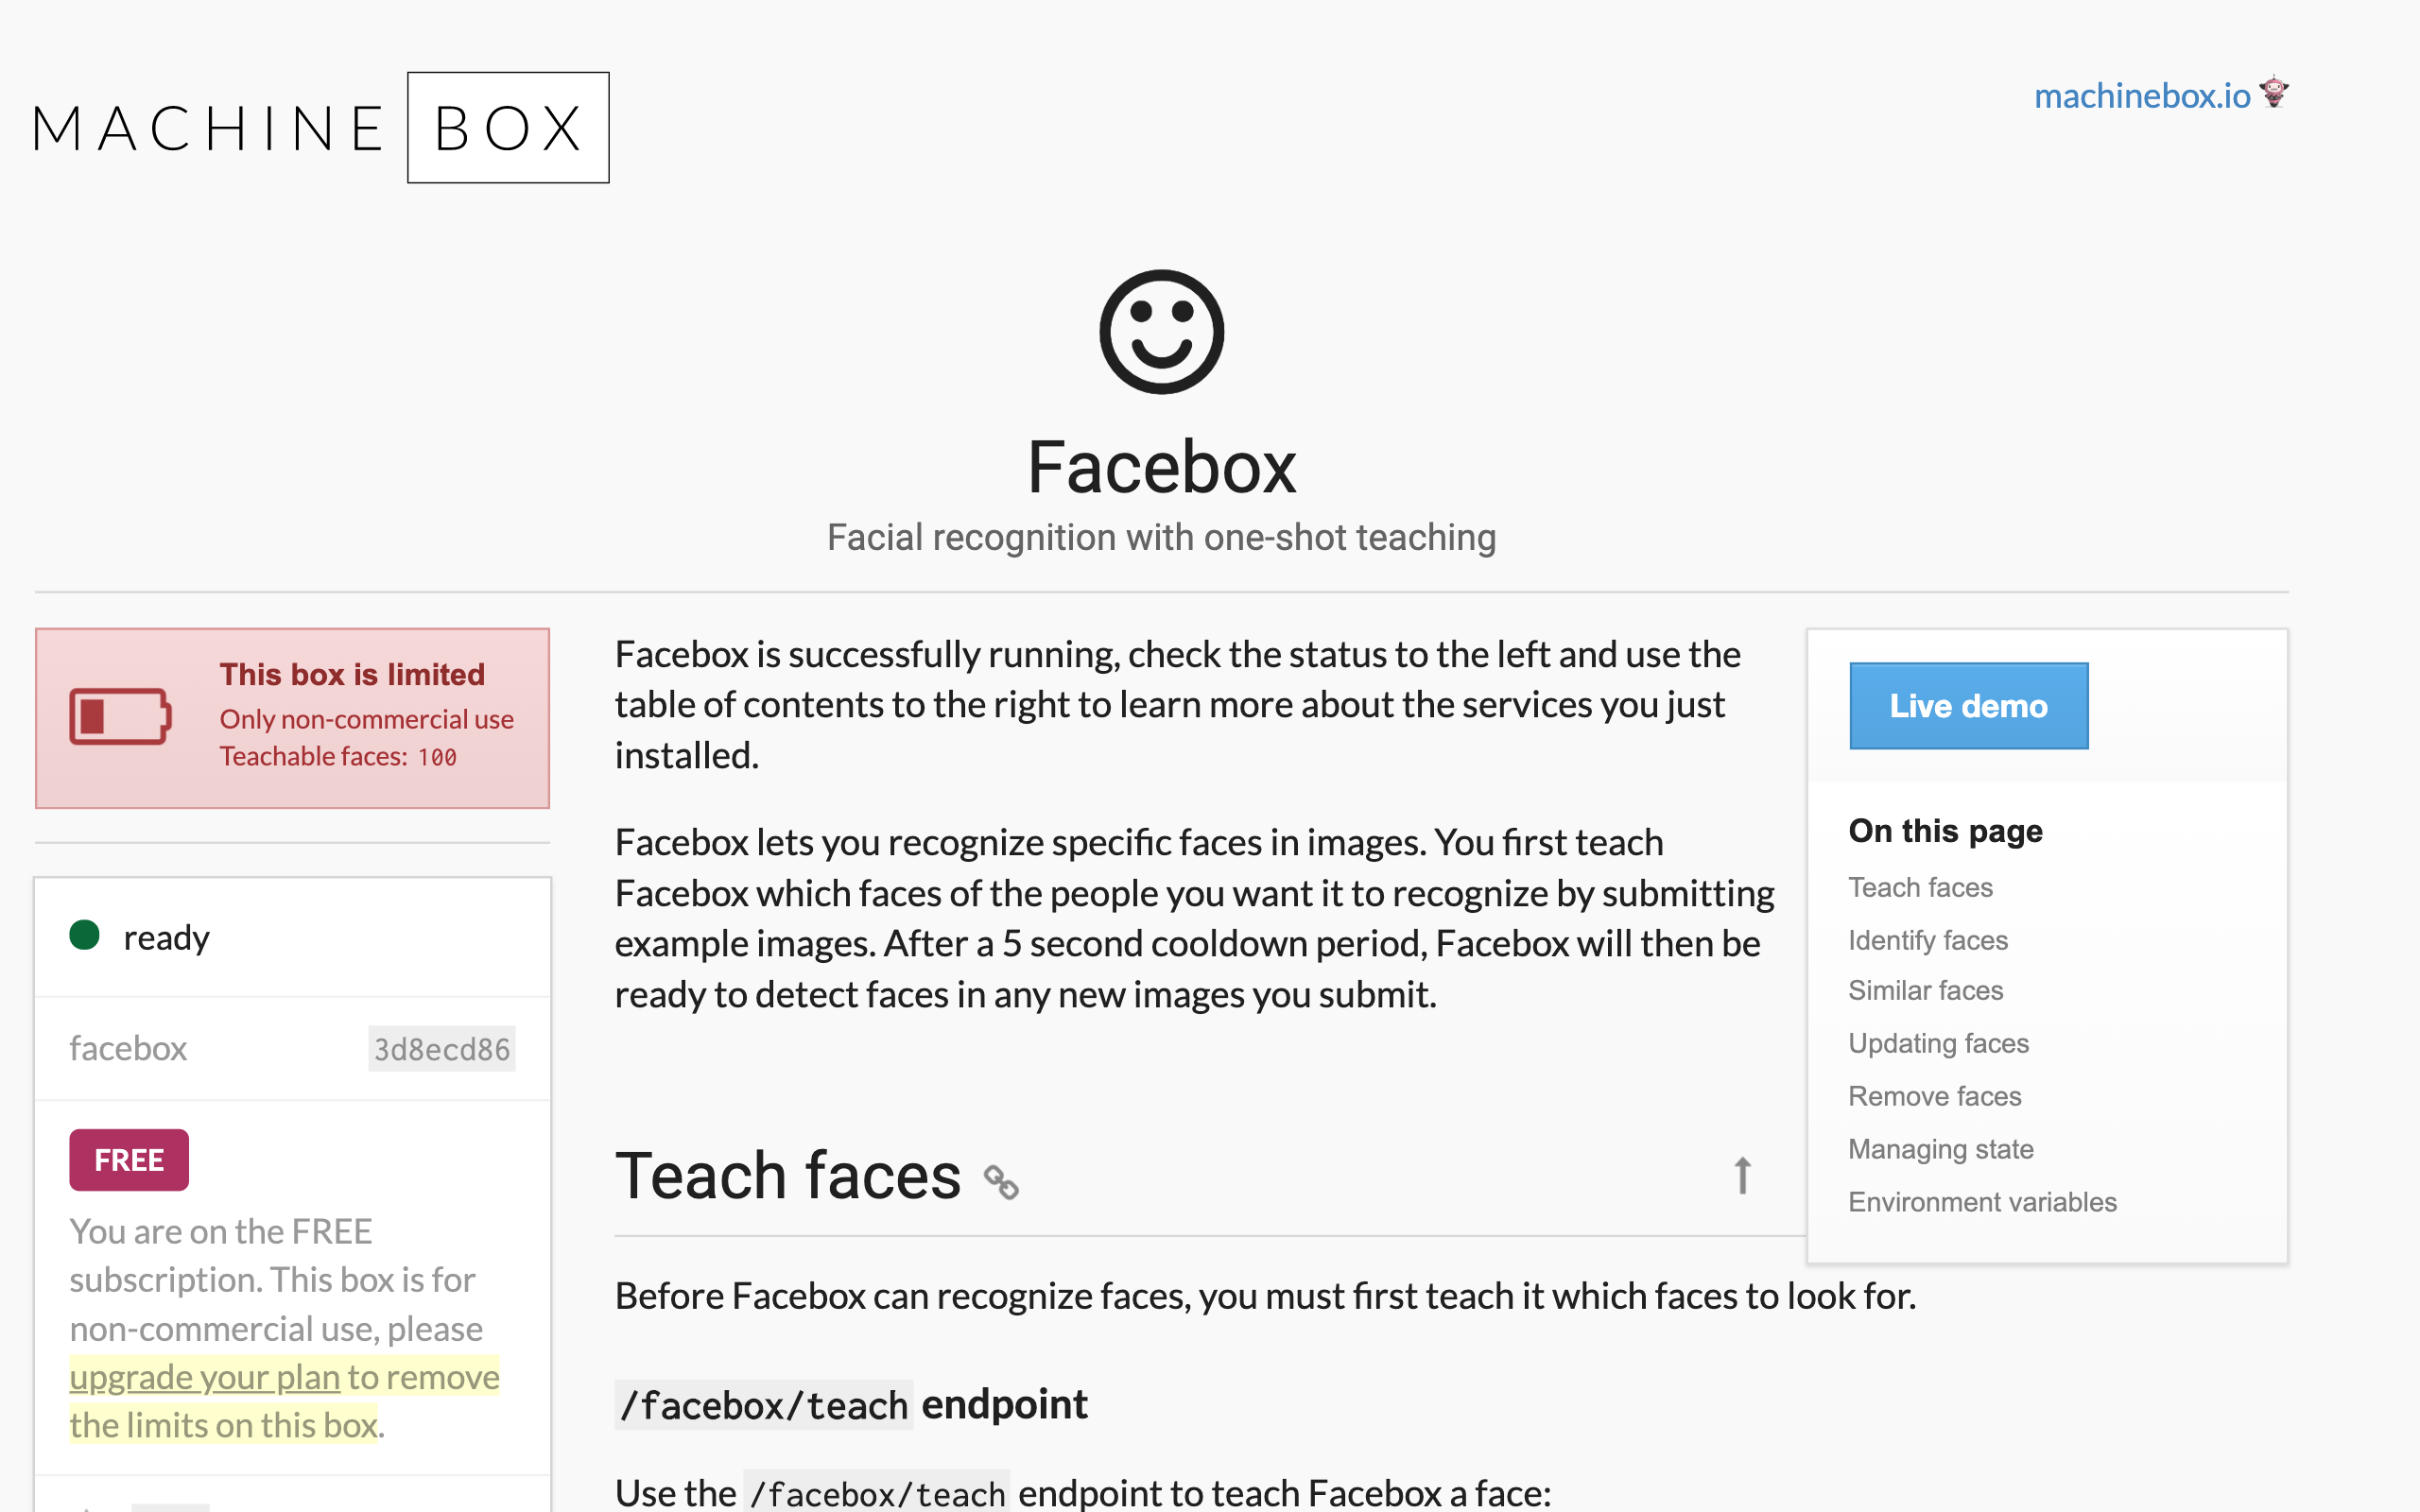 MACHINE BOX
machinebox.io
Facebox
Facial recognition with one-shot teaching
This box is limited
Only non-commercial use
Teachable faces: 100
ready
facebox 3d8ecd86
FREE
You are on the FREE
subscription. This box is for
non-commercial use, please
upgrade your plan to remove
the limits on this box.
Facebox is successfully running, check the status to the left and use the
table of contents to the right to learn more about the services you just
installed.
Facebox lets you recognize specific faces in images. You first teach
Facebox which faces of the people you want it to recognize by submitting
example images. After a 5 second cooldown period, Facebox will then be
ready to detect faces in any new images you submit.
Teach faces
Before Facebox can recognize faces, you must first teach it which faces to look for.
/facebox/teach endpoint
Use the /facebox/teach endpoint to teach Facebox a face:
Live demo
On this page
Teach faces
Identify faces
Similar faces
Updating faces
Remove faces
Managing state
Environment variables